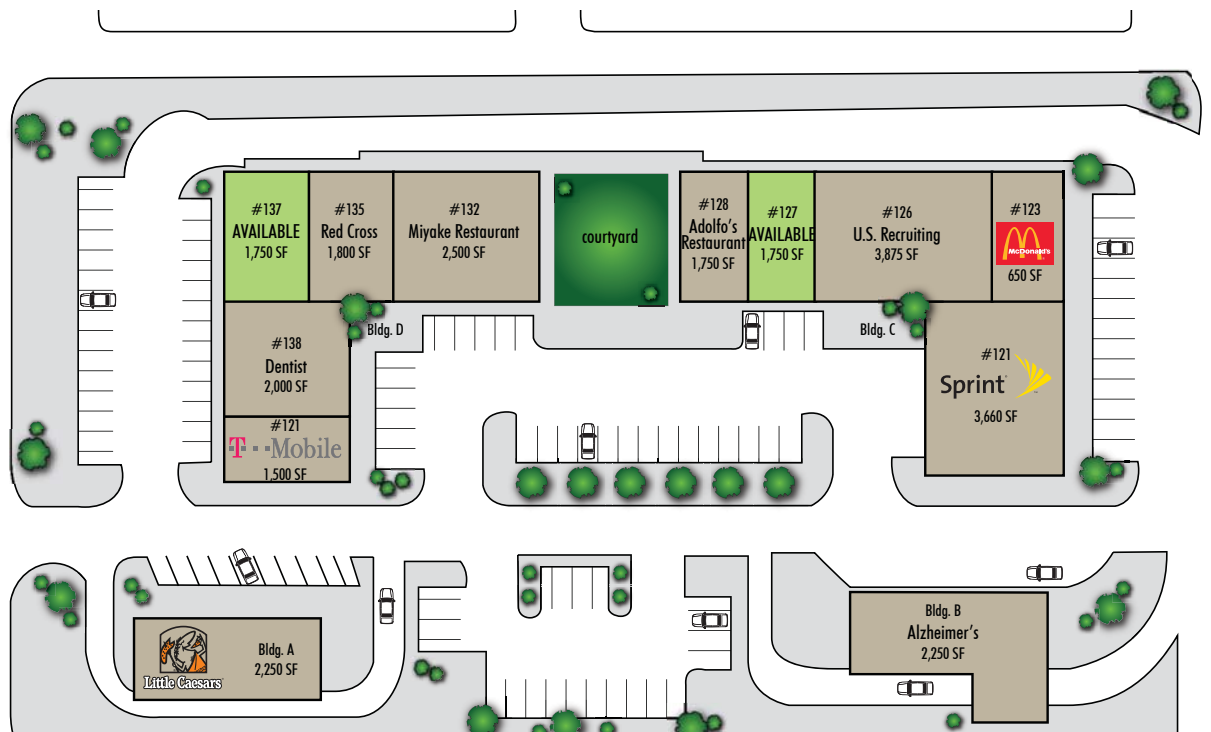 #137
AVAILABLE
1,750 SF
#135
Red Cross
1,800 SF
#132
Miyake Restaurant
2,500 SF
courtyard
#128
Adolfo's
Restaurant
1,750 SF
#127
AVAILABLE
1,750 SF
#126
U.S. Recruiting
3,875 SF
#123
McDonald's
650 SF
Bldg. D
Bldg. C
#138
Dentist
2,000 SF
#121
T-Mobile
1,500 SF
#121
Sprint
3,660 SF
Little Caesars
Bldg. A
2,250 SF
Bldg. B
Alzheimer's
2,250 SF